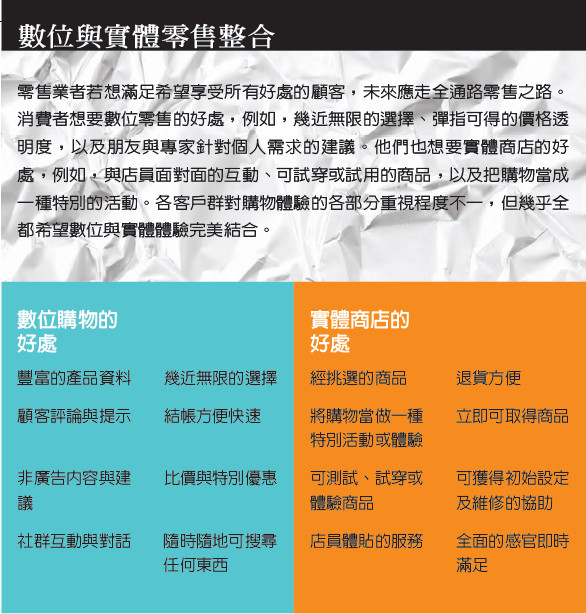 數位與實體零售整合
零售業者若想滿足希望享受所有好處的顧客，未來應走全通路零售之路。
消費者想要數位零售的好處，例如，幾近無限的選擇、彈指可得的價格透
明度，以及朋友與專家針對個人需求的建議。他們也想要實體商店的好
處，例如，與店員面對面的互動、可試穿或試用的商品，以及把購物當成
一種特別的活動。各客戶群對購物體驗的各部分重視程度不一，但幾乎全
都希望數位與實體體驗完美結合。
數位購物的
好處
豐富的產品資料
幾近無限的選擇
顧客評論與提示
結帳方便快速
非廣告內容與建
議
比價與特別優惠
社群互動與對話
隨時隨地可搜尋
任何東西
實體商店的
好處
經挑選的商品
退貨方便
將購物當做一種
特別活動或體驗
立即可取得商品
可測試、試穿或
體驗商品
可獲得初始設定
及維修的協助
店員體貼的服務
全面的感官即時
滿足